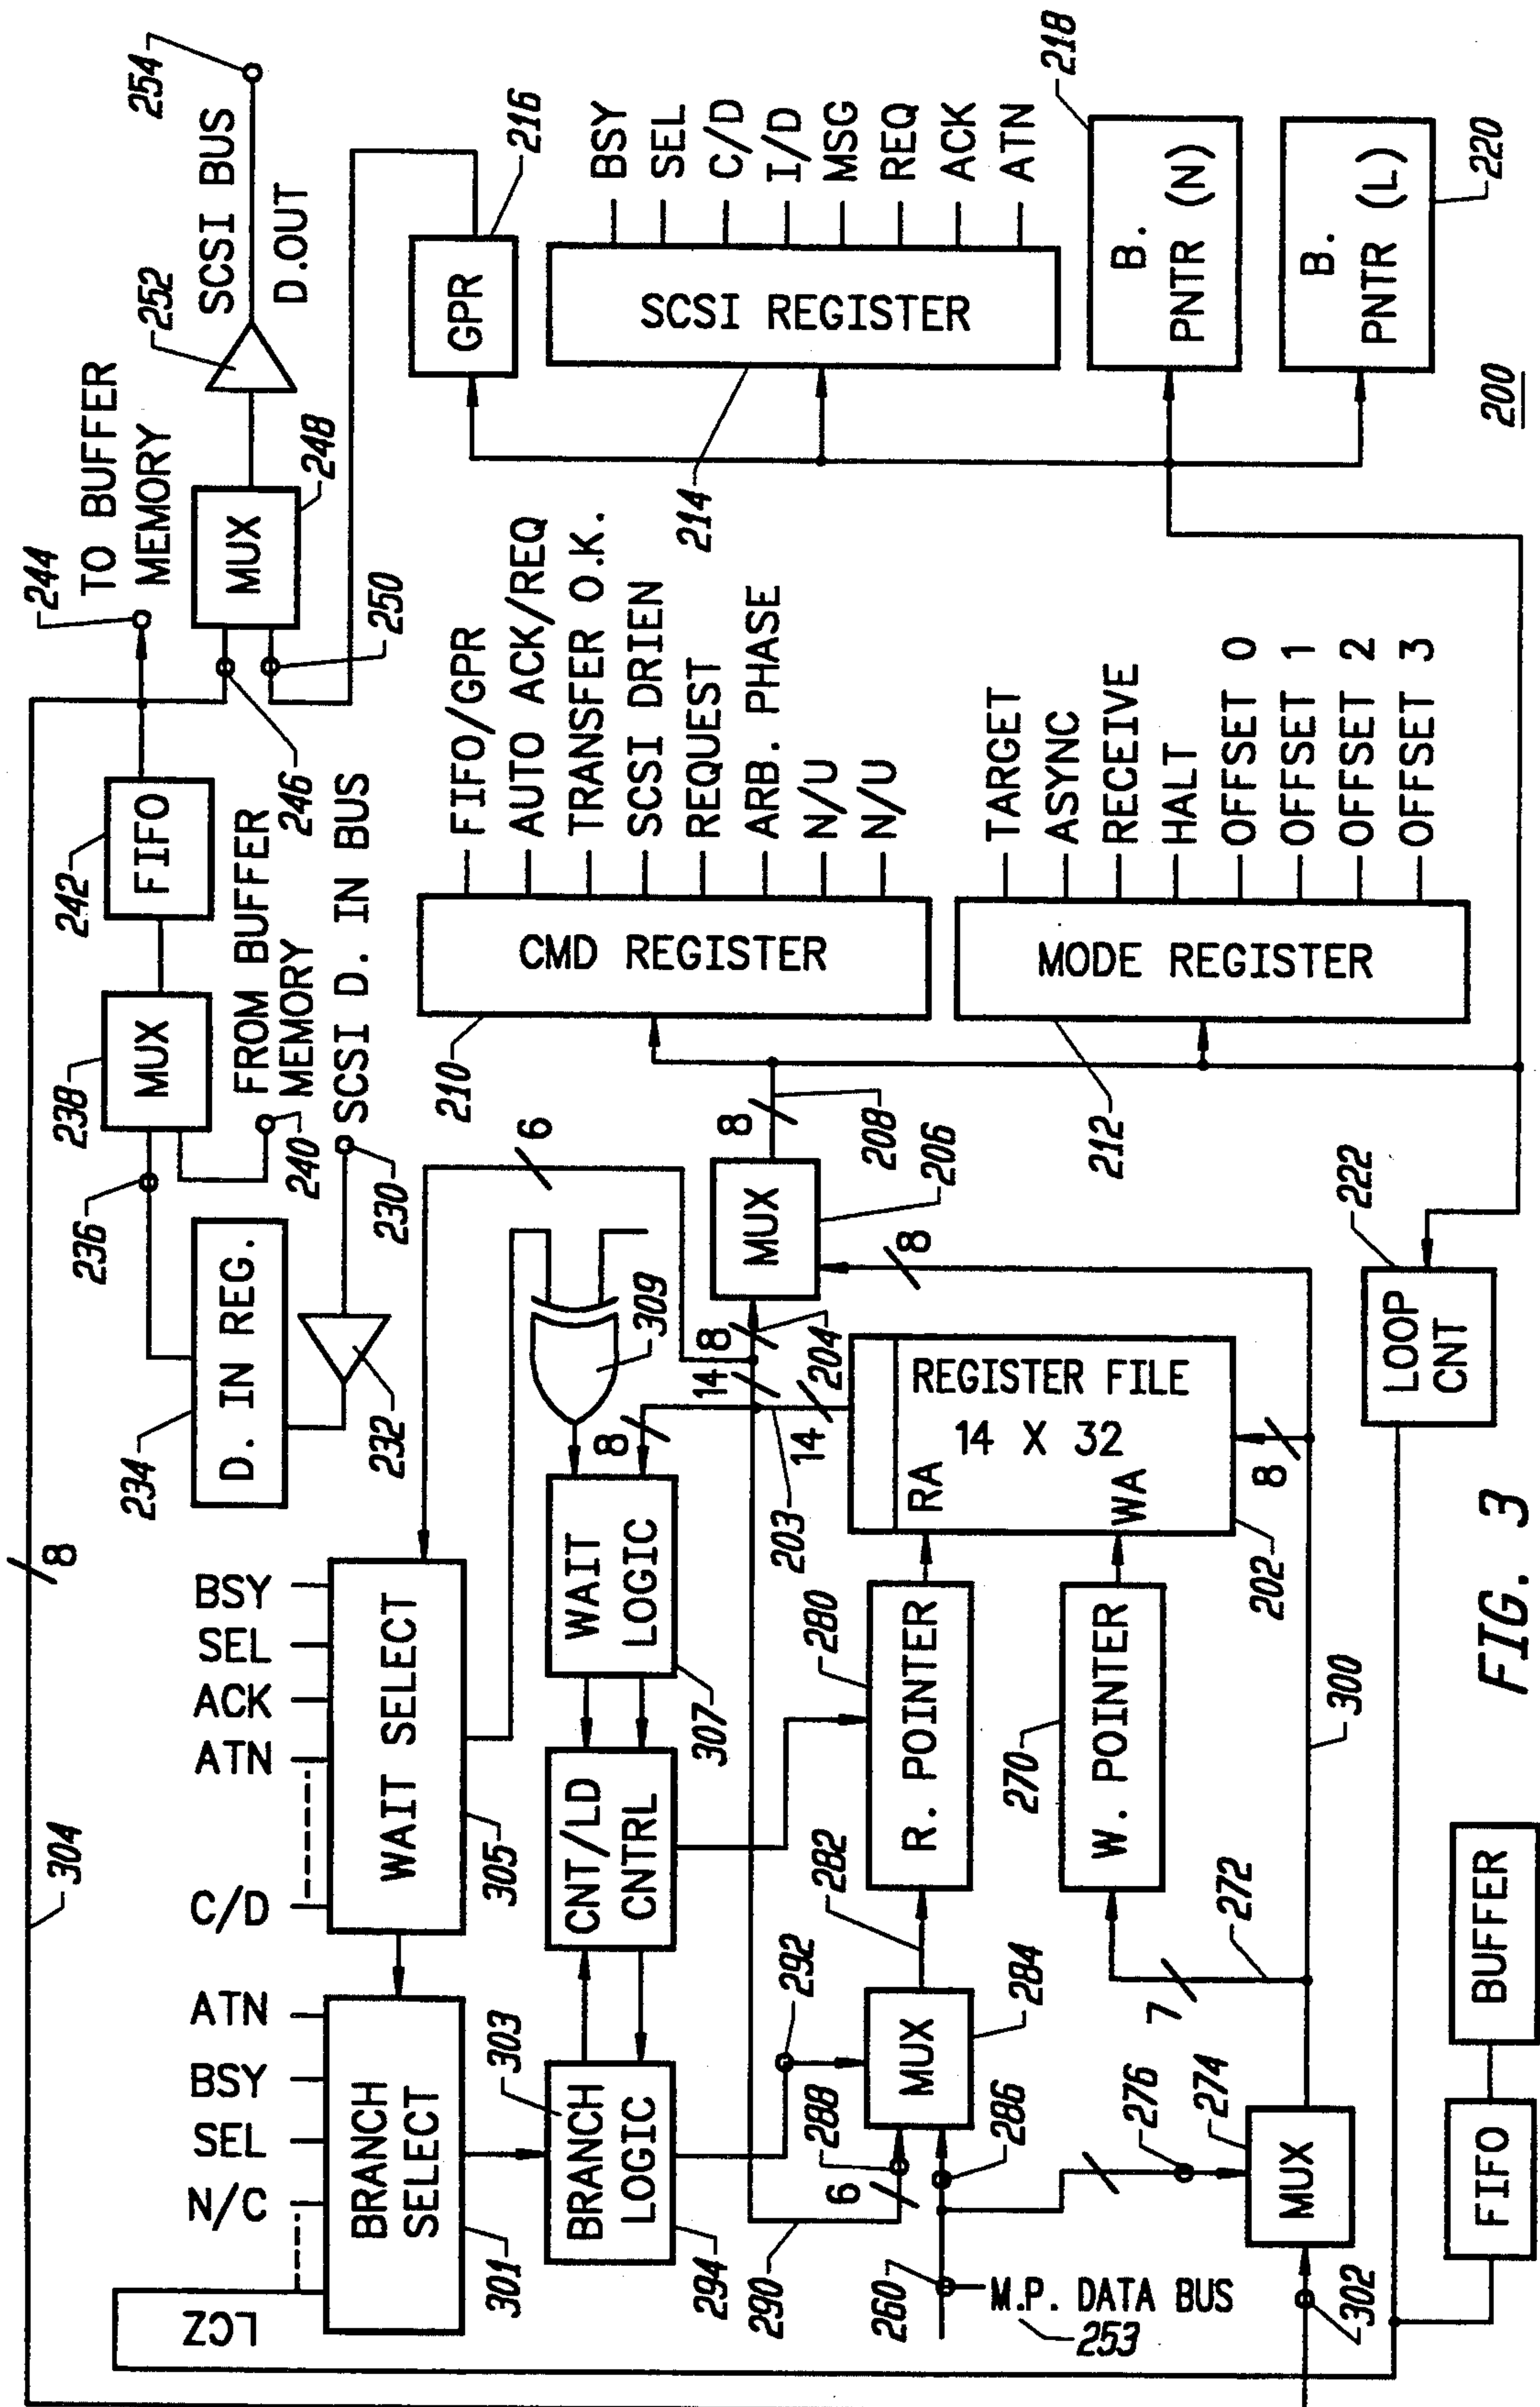 304
8
LCZ
N/C
SEL
BSY
ATN
BRANCH
SELECT
301
C/D
ATN
ACK
SEL
BSY
WAIT SELECT
305
234
D. IN REG.
232
236
238
MUX
FROM BUFFER
MEMORY
240
SCSI D. IN BUS
230
242
FIFO
246
244
TO BUFFER
MEMORY
MUX
248
250
252
SCSI BUS
D.OUT
254
303
BRANCH
LOGIC
294
CNT/LD
CNTRL
WAIT
LOGIC
307
309
6
8
14
8
204
14
203
MUX
206
8
208
8
210
CMD REGISTER
FIFO/GPR
AUTO ACK/REQ
TRANSFER O.K.
SCSI DRIEN
REQUEST
ARB. PHASE
N/U
N/U
212
MODE REGISTER
TARGET
ASYNC
RECEIVE
HALT
OFFSET 0
OFFSET 1
OFFSET 2
OFFSET 3
GPR
216
214
SCSI REGISTER
BSY
SEL
C/D
I/D
MSG
REQ
ACK
ATN
B.
PNTR (N)
218
B.
PNTR (L)
220
290
6
288
292
286
MUX
284
282
R. POINTER
280
RA
WA
REGISTER FILE
14 X 32
202
8
260
M.P. DATA BUS
253
276
274
MUX
302
7
272
270
W. POINTER
300
LOOP
CNT
222
FIFO
BUFFER
FIG. 3
200